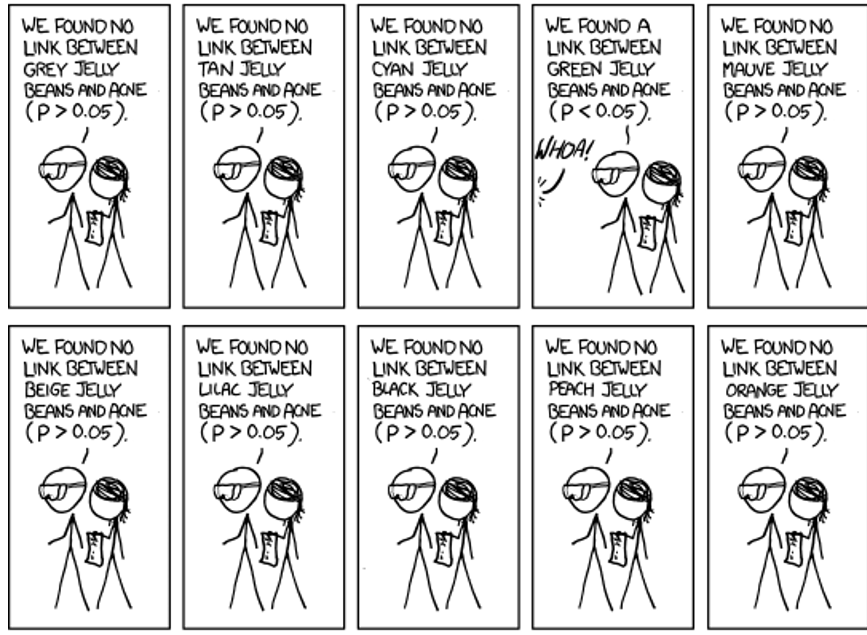 WE FOUND NO
LINK BETWEEN
GREY JELLY
BEANS AND ACNE
(P > 0.05).
WE FOUND NO
LINK BETWEEN
TAN JELLY
BEANS AND ACNE
(P > 0.05).
WE FOUND NO
LINK BETWEEN
CYAN JELLY
BEANS AND ACNE
(P > 0.05).
WE FOUND A
LINK BETWEEN
GREEN JELLY
BEANS AND ACNE
(P < 0.05).
WHOA!
WE FOUND NO
LINK BETWEEN
MAUVE JELLY
BEANS AND ACNE
(P > 0.05).
WE FOUND NO
LINK BETWEEN
BEIGE JELLY
BEANS AND ACNE
(P > 0.05).
WE FOUND NO
LINK BETWEEN
LILAC JELLY
BEANS AND ACNE
(P > 0.05).
WE FOUND NO
LINK BETWEEN
BLACK JELLY
BEANS AND ACNE
(P > 0.05).
WE FOUND NO
LINK BETWEEN
PEACH JELLY
BEANS AND ACNE
(P > 0.05).
WE FOUND NO
LINK BETWEEN
ORANGE JELLY
BEANS AND ACNE
(P > 0.05).